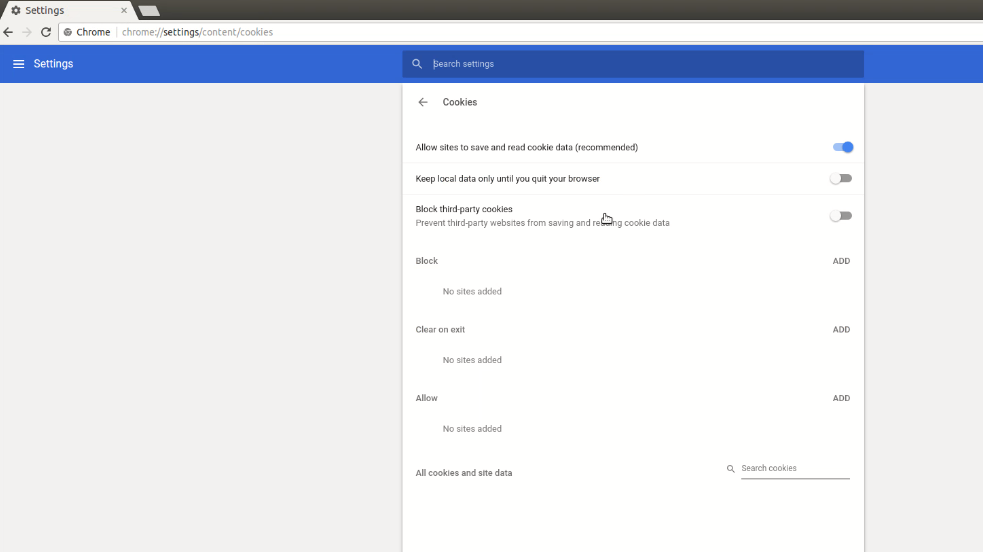 Settings
Chrome chrome://settings/content/cookies
Settings
Search settings
Cookies
Allow sites to save and read cookie data (recommended)
Keep local data only until you quit your browser
Block third-party cookies
Prevent third-party websites from saving and reading cookie data
Block ADD
No sites added
Clear on exit ADD
No sites added
Allow ADD
No sites added
All cookies and site data Search cookies